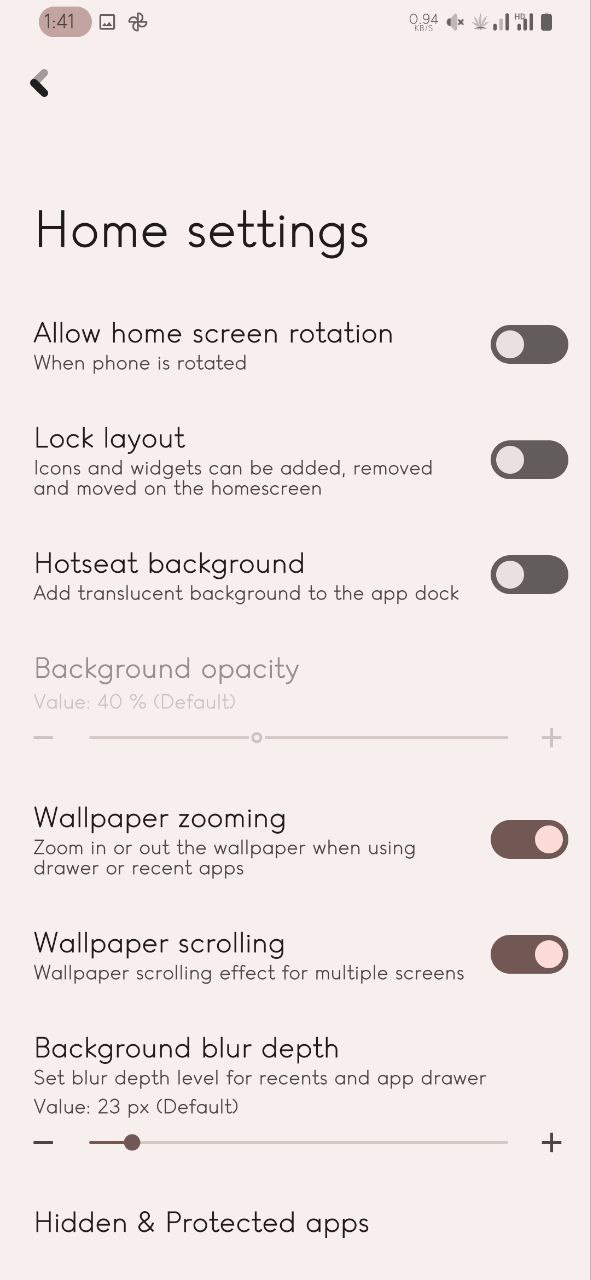 1:41
0.94
KB/S
HD
Home settings
Allow home screen rotation
When phone is rotated
Lock layout
Icons and widgets can be added, removed
and moved on the homescreen
Hotseat background
Add translucent background to the app dock
Background opacity
Value: 40 % (Default)
Wallpaper zooming
Zoom in or out the wallpaper when using
drawer or recent apps
Wallpaper scrolling
Wallpaper scrolling effect for multiple screens
Background blur depth
Set blur depth level for recents and app drawer
Value: 23 px (Default)
Hidden & Protected apps